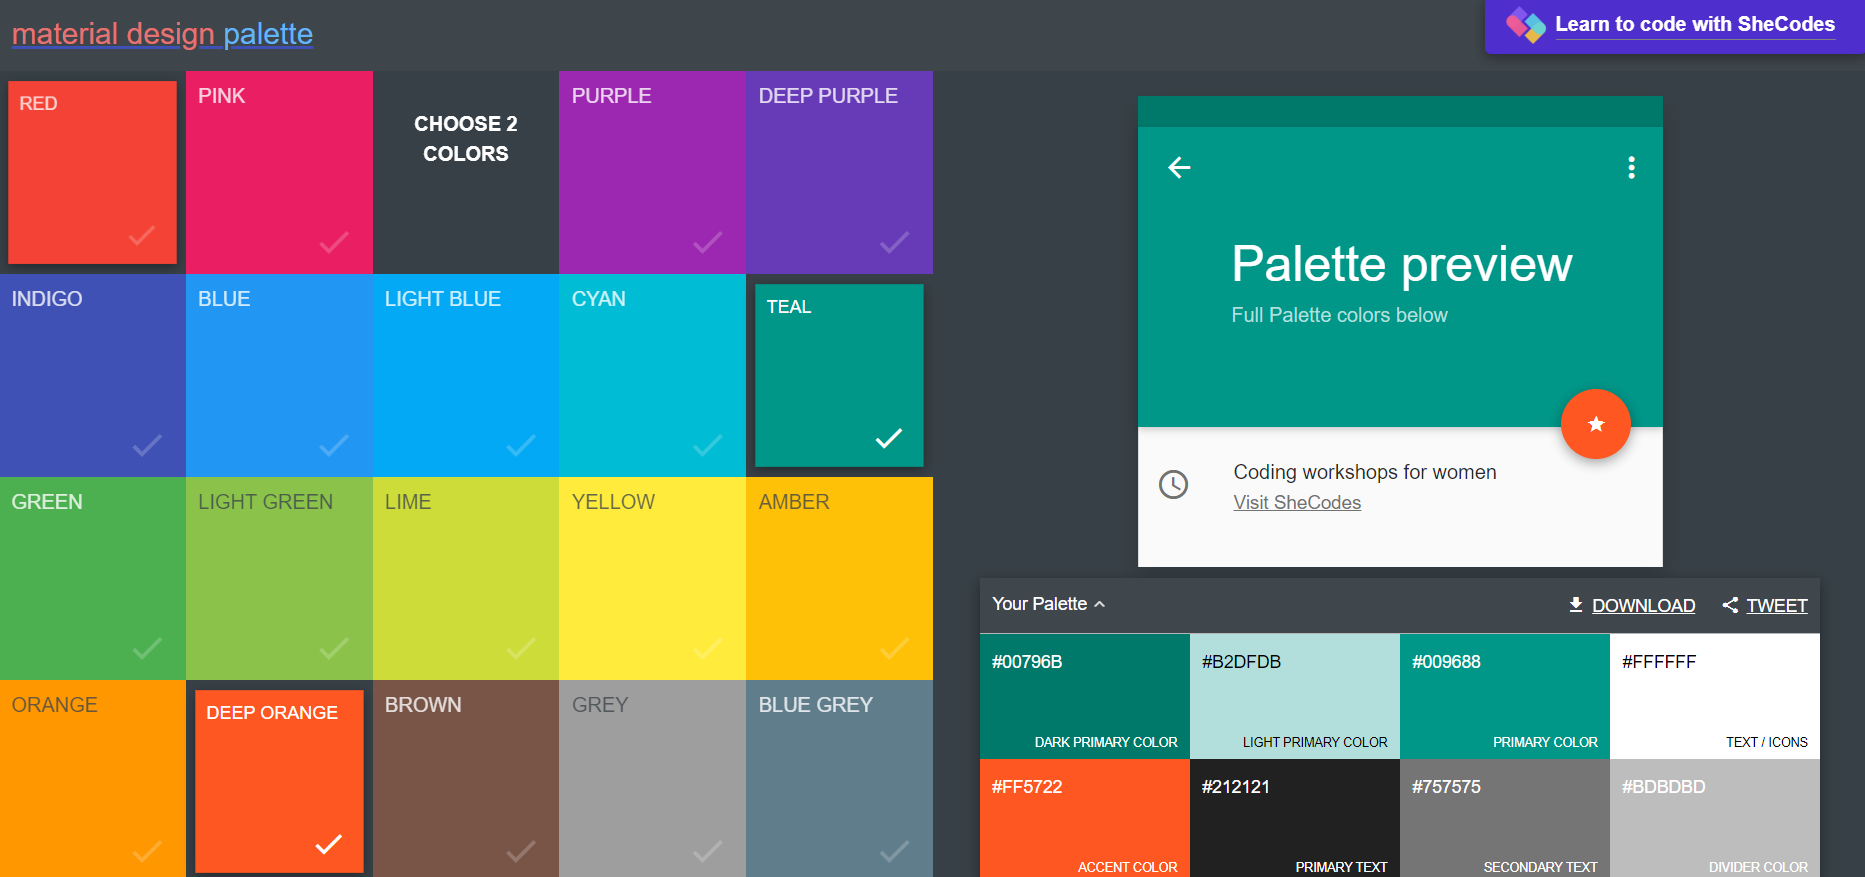 material design palette
Learn to code with SheCodes
RED
PINK
CHOOSE 2
COLORS
PURPLE
DEEP PURPLE
INDIGO
BLUE
LIGHT BLUE
CYAN
TEAL
GREEN
LIGHT GREEN
LIME
YELLOW
AMBER
ORANGE
DEEP ORANGE
BROWN
GREY
BLUE GREY
Palette preview
Full Palette colors below
Coding workshops for women
Visit SheCodes
Your Palette
DOWNLOAD
TWEET
#00796B
DARK PRIMARY COLOR
#B2DFDB
LIGHT PRIMARY COLOR
#009688
PRIMARY COLOR
#FFFFFF
TEXT / ICONS
#FF5722
ACCENT COLOR
#212121
PRIMARY TEXT
#757575
SECONDARY TEXT
#BDBDBD
DIVIDER COLOR